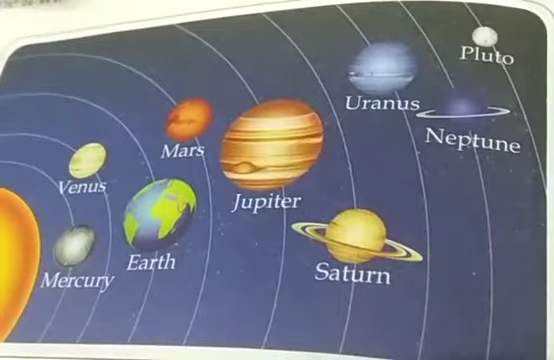 Pluto
Uranus
Neptune
Mars
Venus
Jupiter
Earth
Saturn
Mercury